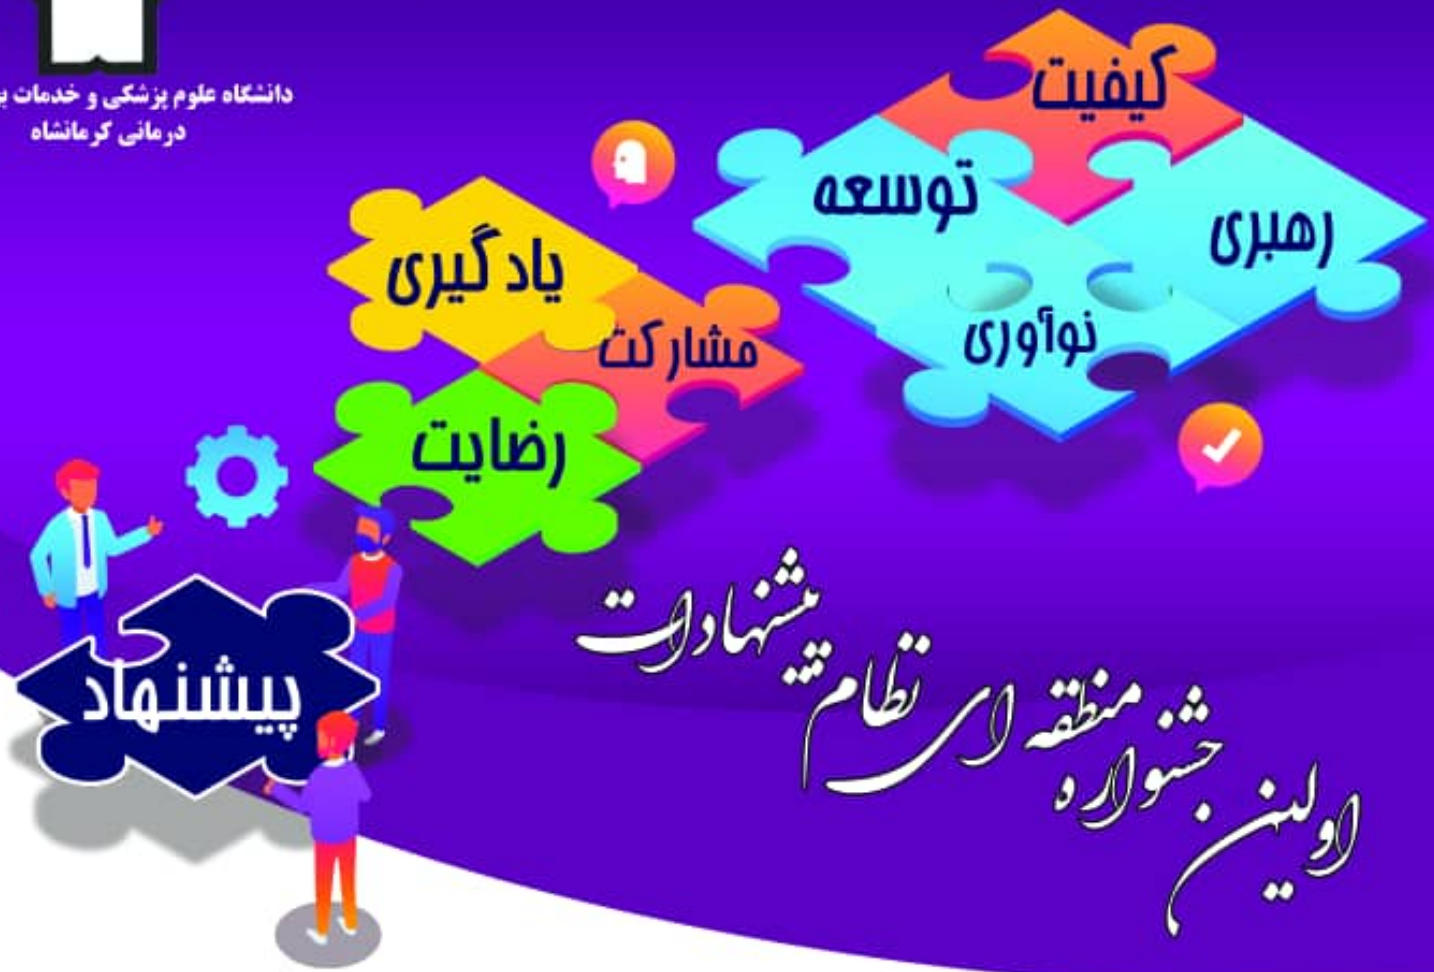 دانشگاه علوم پزشکی و خدمات
درمانی کرمانشاه
کیفیت
توسعه
رهبری
نوآوری
یادگیری
مشارکت
رضایت
پیشنهاد
اولین جشنواره منطقه ای نظام پیشنهادات